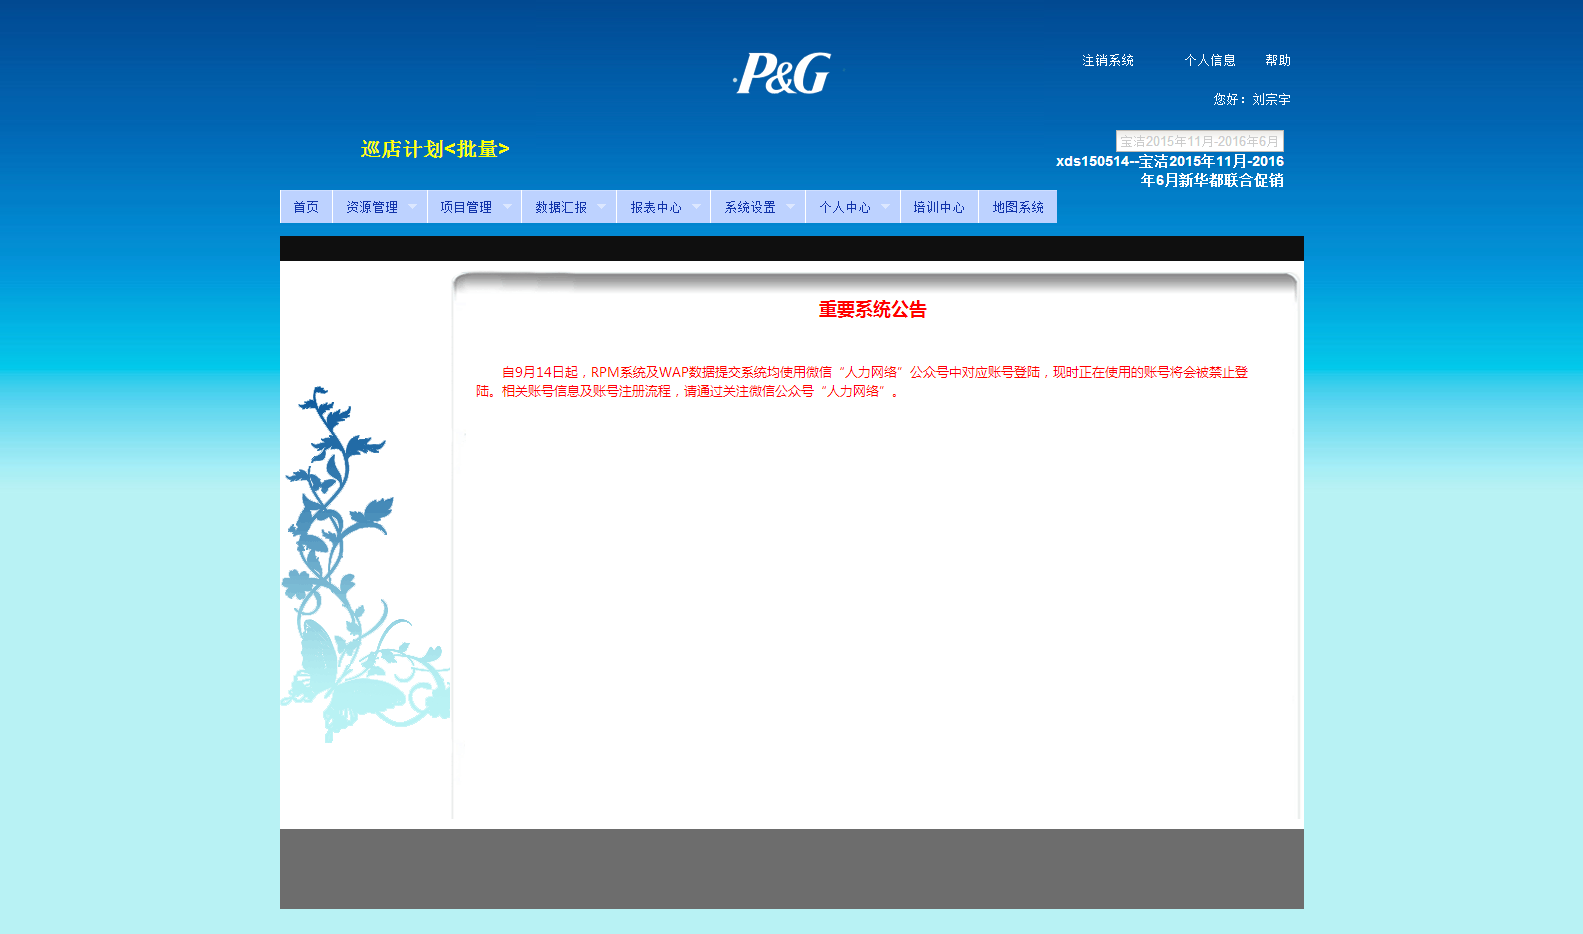 P&G
注销系统 个人信息 帮助
您好：刘宗宇
巡店计划<批量>
宝洁2015年11月-2016年6月
xds150514--宝洁2015年11月-2016
年6月新华都联合促销
首页 资源管理 项目管理 数据汇报 报表中心 系统设置 个人中心 培训中心 地图系统
重要系统公告
自9月14日起，RPM系统及WAP数据提交系统均使用微信“人力网络”公众号中对应账号登陆，现时正在使用的账号将会被禁止登
陆。相关账号信息及账号注册流程，请通过关注微信公众号“人力网络”。